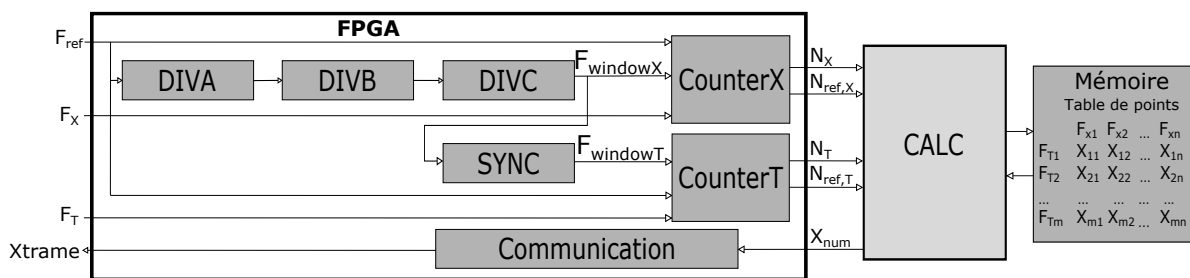 FPGA
F_ref
DIVA
DIVB
DIVC
F_windowX
CounterX
N_X
N_ref,X
F_X
SYNC
F_windowT
CounterT
N_T
N_ref,T
F_T
CALC
Mémoire
Table de points
F_x1 F_x2 ... F_xn
F_T1 X_11 X_12 ... X_1n
F_T2 X_21 X_22 ... X_2n
... ... ... ... ...
F_Tm X_m1 X_m2 ... X_mn
Xtrame
Communication
X_num